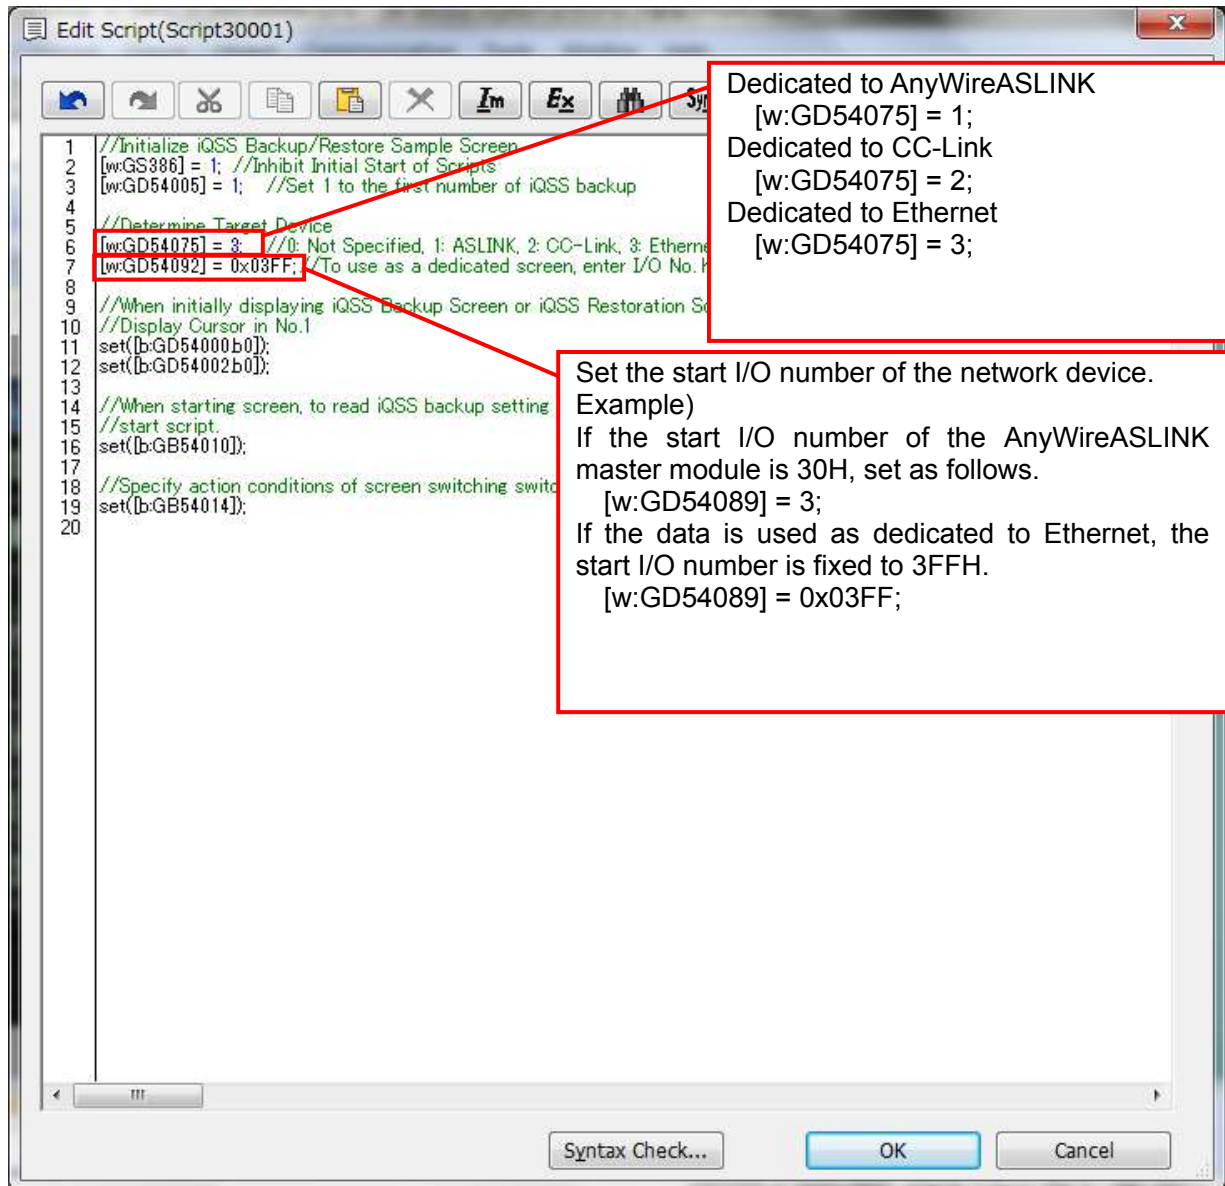 Edit Script(Script30001)
Im
Ex
1 //Initialize iQSS Backup/Restore Sample Screen
2 [w:GS386] = 1; //Inhibit Initial Start of Scripts
3 [w:GD54005] = 1; //Set 1 to the first number of iQSS backup
4
5 //Determine Target Device
6 [w:GD54075] = 3; //0: Not Specified, 1: ASLINK, 2: CC-Link, 3: Etherne
7 [w:GD54092] = 0x03FF; //To use as a dedicated screen, enter I/O No.
8
9 //When initially displaying iQSS Backup Screen or iQSS Restoration
10 //Display Cursor in No.1
11 set([b:GD54000.b0]);
12 set([b:GD54002.b0]);
13
14 //When starting screen, to read iQSS backup setting
15 //start script.
16 set([b:GB54010]);
17
18 //Specify action conditions of screen switching
19 set([b:GB54014]);
20
Dedicated to AnyWireASLINK
[w:GD54075] = 1;
Dedicated to CC-Link
[w:GD54075] = 2;
Dedicated to Ethernet
[w:GD54075] = 3;
Set the start I/O number of the network device.
Example)
If the start I/O number of the AnyWireASLINK
master module is 30H, set as follows.
[w:GD54089] = 3;
If the data is used as dedicated to Ethernet, the
start I/O number is fixed to 3FFH.
[w:GD54089] = 0x03FF;
Syntax Check...
OK
Cancel